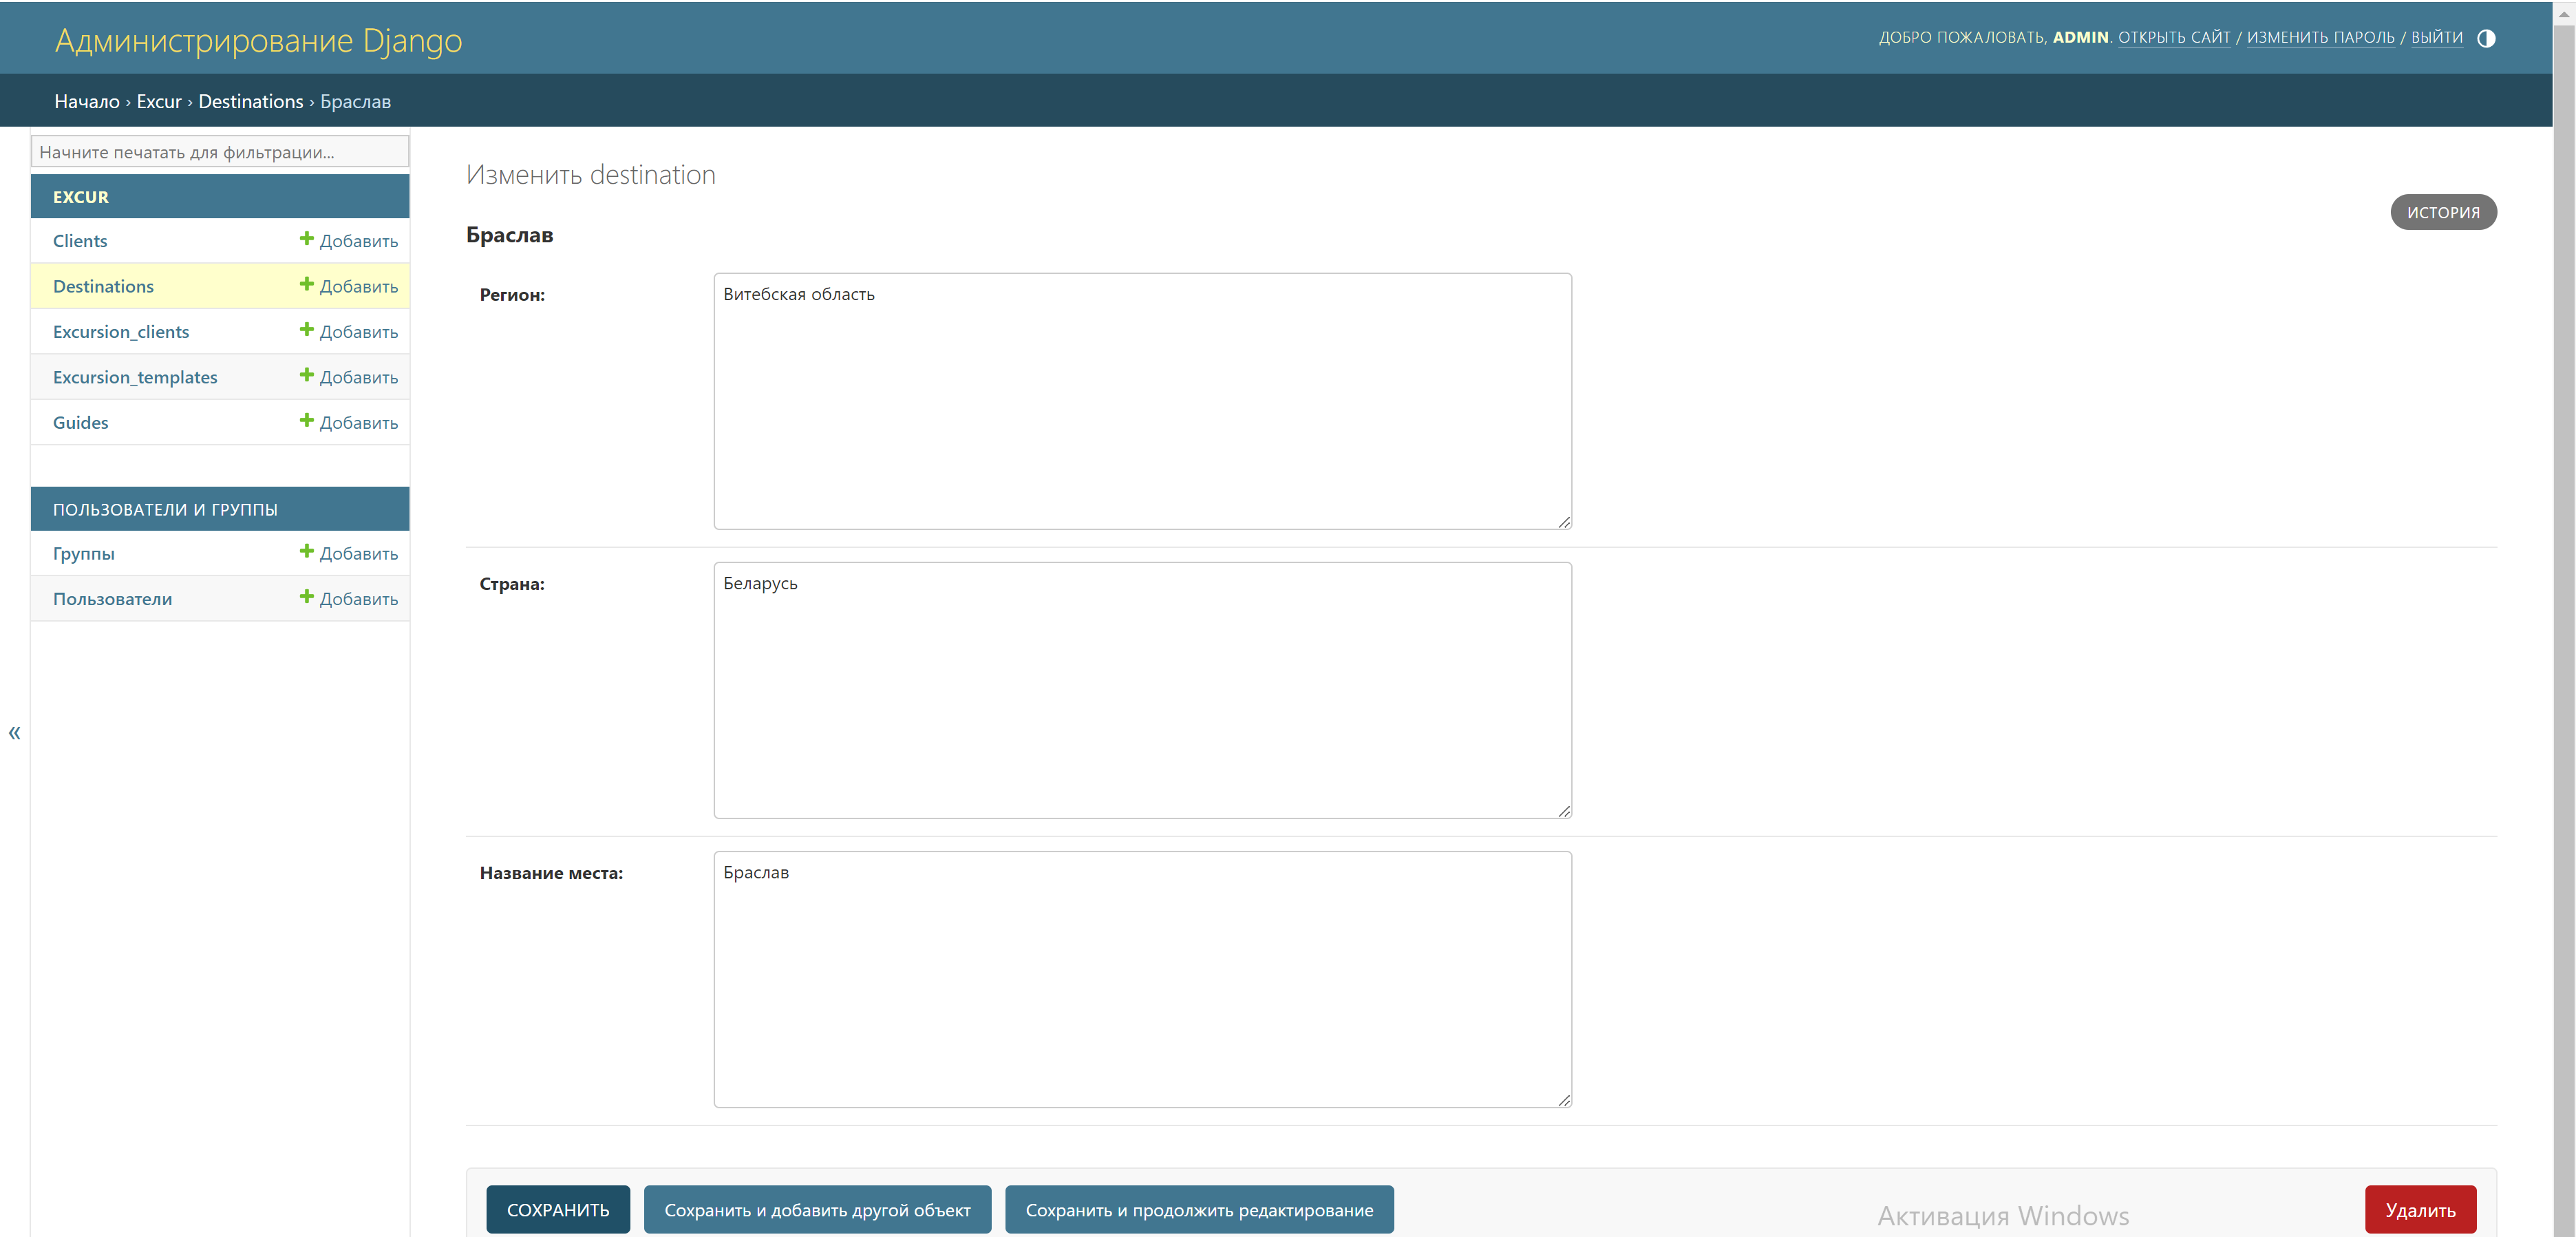 Администрирование Django
ДОБРО ПОЖАЛОВАТЬ, ADMIN. ОТКРЫТЬ САЙТ / ИЗМЕНИТЬ ПАРОЛЬ / ВЫЙТИ
Начало › Excur › Destinations › Браслав
Начните печатать для фильтрации...
EXCUR
Clients Добавить
Destinations Добавить
Excursion_clients Добавить
Excursion_templates Добавить
Guides Добавить
ПОЛЬЗОВАТЕЛИ И ГРУППЫ
Группы Добавить
Пользователи Добавить
«
Изменить destination
ИСТОРИЯ
Браслав
Регион:
Витебская область
Страна:
Беларусь
Название места:
Браслав
СОХРАНИТЬ
Сохранить и добавить другой объект
Сохранить и продолжить редактирование
Активация Windows
Удалить